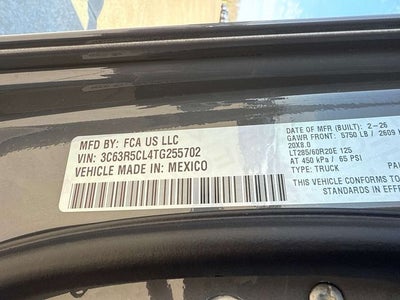 MFD BY: FCA US LLC
VIN: 3C63R5CL4TG255702
VEHICLE MADE IN: MEXICO
DATE OF MFR (BUILT): 2-26
GAWR FRONT: 5750 LB / 2609
20X8.0
LT285/60R20E 125
AT 450 kPa / 65 PSI
TYPE: TRUCK
THIS VEHICLE CONFORMS TO
STANDARDS IN EFFE